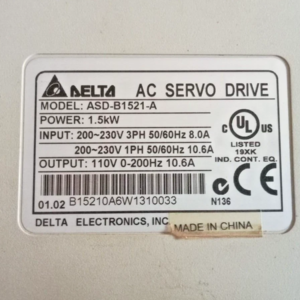 DELTA AC SERVO DRIVE
MODEL: ASD-B1521-A
POWER: 1.5kW
INPUT: 200~230V 3PH 50/60Hz 8.0A
200~230V 1PH 50/60Hz 10.6A
OUTPUT: 110V 0-200Hz 10.6A
C UL US
LISTED
19XK
IND. CONT. EQ.
01.02 B15210A6W1310033
N136
DELTA ELECTRONICS, INC
MADE IN CHINA